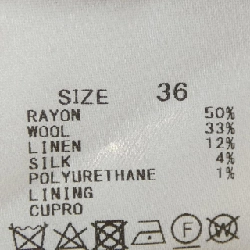 SIZE 36
RAYON 50%
WOOL 33%
LINEN 12%
SILK 4%
POLYURETHANE 1%
LINING
CUPRO
F W